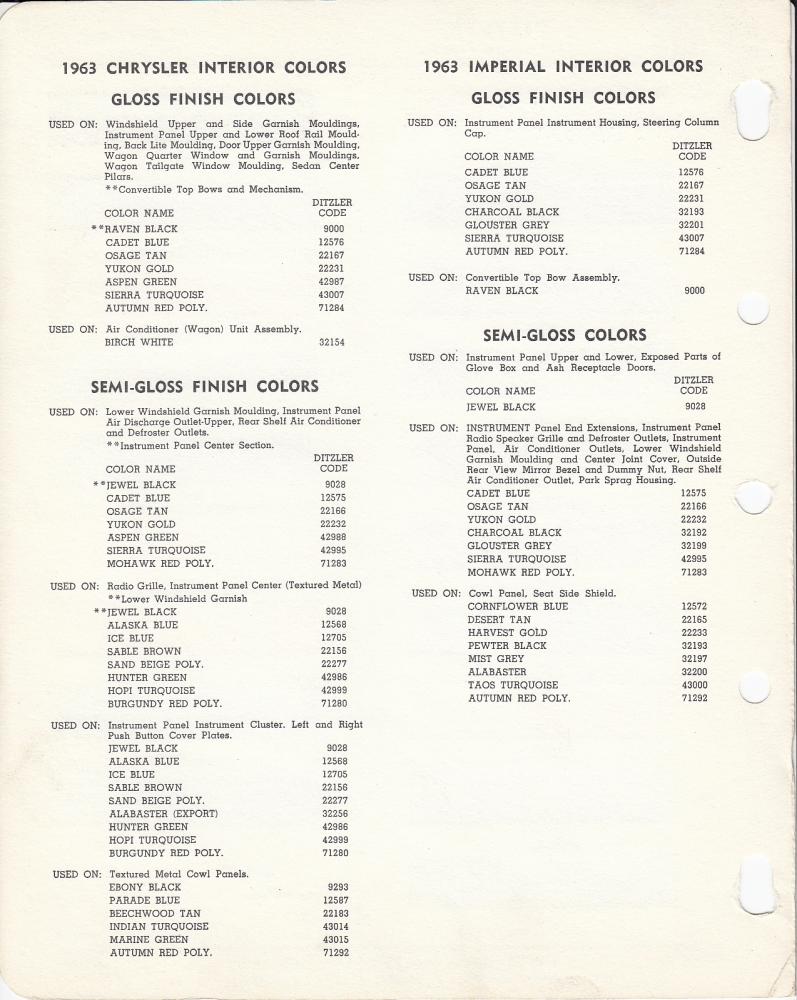 1963 CHRYSLER INTERIOR COLORS
GLOSS FINISH COLORS
USED ON: Windshield Upper and Side Garnish Mouldings,
Instrument Panel Upper and Lower Roof Rail Mould-
ing, Back Lite Moulding, Door Upper Garnish Moulding,
Wagon Quarter Window and Garnish Mouldings,
Wagon Tailgate Window Moulding, Sedan Center
Pilars.
**Convertible Top Bows and Mechanism.
DITZLER
COLOR NAME CODE
**RAVEN BLACK 9000
CADET BLUE 12576
OSAGE TAN 22167
YUKON GOLD 22231
ASPEN GREEN 42987
SIERRA TURQUOISE 43007
AUTUMN RED POLY. 71284
USED ON: Air Conditioner (Wagon) Unit Assembly.
BIRCH WHITE 32154
SEMI-GLOSS FINISH COLORS
USED ON: Lower Windshield Garnish Moulding, Instrument Panel
Air Discharge Outlet-Upper, Rear Shelf Air Conditioner
and Defroster Outlets.
**Instrument Panel Center Section.
DITZLER
COLOR NAME CODE
**JEWEL BLACK 9028
CADET BLUE 12575
OSAGE TAN 22166
YUKON GOLD 22232
ASPEN GREEN 42988
SIERRA TURQUOISE 42995
MOHAWK RED POLY. 71283
USED ON: Radio Grille, Instrument Panel Center (Textured Metal)
**Lower Windshield Garnish
**JEWEL BLACK 9028
ALASKA BLUE 12568
ICE BLUE 12705
SABLE BROWN 22156
SAND BEIGE POLY. 22277
HUNTER GREEN 42986
HOPI TURQUOISE 42999
BURGUNDY RED POLY. 71280
USED ON: Instrument Panel Instrument Cluster. Left and Right
Push Button Cover Plates.
JEWEL BLACK 9028
ALASKA BLUE 12568
ICE BLUE 12705
SABLE BROWN 22156
SAND BEIGE POLY. 22277
ALABASTER (EXPORT) 32256
HUNTER GREEN 42986
HOPI TURQUOISE 42999
BURGUNDY RED POLY. 71280
USED ON: Textured Metal Cowl Panels.
EBONY BLACK 9293
PARADE BLUE 12587
BEECHWOOD TAN 22183
INDIAN TURQUOISE 43014
MARINE GREEN 43015
AUTUMN RED POLY. 71292
1963 IMPERIAL INTERIOR COLORS
GLOSS FINISH COLORS
USED ON: Instrument Panel Instrument Housing, Steering Column
Cap.
DITZLER
COLOR NAME CODE
CADET BLUE 12576
OSAGE TAN 22167
YUKON GOLD 22231
CHARCOAL BLACK 32193
GLOUSTER GREY 32201
SIERRA TURQUOISE 43007
AUTUMN RED POLY. 71284
USED ON: Convertible Top Bow Assembly.
RAVEN BLACK 9000
SEMI-GLOSS COLORS
USED ON: Instrument Panel Upper and Lower, Exposed Parts of
Glove Box and Ash Receptacle Doors.
DITZLER
COLOR NAME CODE
JEWEL BLACK 9028
USED ON: INSTRUMENT Panel End Extensions, Instrument Panel
Radio Speaker Grille and Defroster Outlets, Instrument
Panel, Air Conditioner Outlets, Lower Windshield
Garnish Moulding and Center Joint Cover, Outside
Rear View Mirror Bezel and Dummy Nut, Rear Shelf
Air Conditioner Outlet, Park Sprag Housing.
CADET BLUE 12575
OSAGE TAN 22166
YUKON GOLD 22232
CHARCOAL BLACK 32192
GLOUSTER GREY 32199
SIERRA TURQUOISE 42995
MOHAWK RED POLY. 71283
USED ON: Cowl Panel, Seat Side Shield.
CORNFLOWER BLUE 12572
DESERT TAN 22165
HARVEST GOLD 22233
PEWTER BLACK 32193
MIST GREY 32197
ALABASTER 32200
TAOS TURQUOISE 43000
AUTUMN RED POLY. 71292